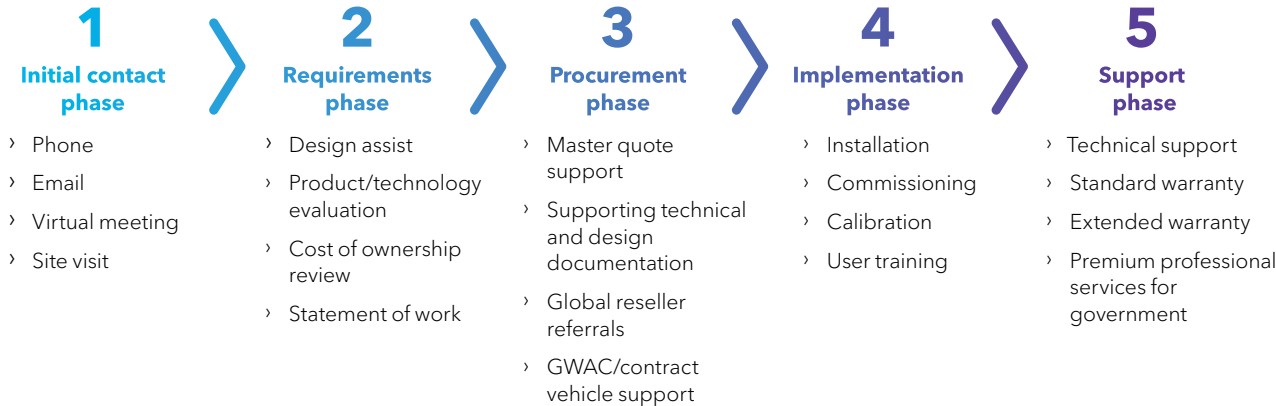 1
Initial contact
phase
› Phone
› Email
› Virtual meeting
› Site visit
2
Requirements
phase
› Design assist
› Product/technology
evaluation
› Cost of ownership
review
› Statement of work
3
Procurement
phase
› Master quote
support
› Supporting technical
and design
documentation
› Global reseller
referrals
› GWAC/contract
vehicle support
4
Implementation
phase
› Installation
› Commissioning
› Calibration
› User training
5
Support
phase
› Technical support
› Standard warranty
› Extended warranty
› Premium professional
services for
government